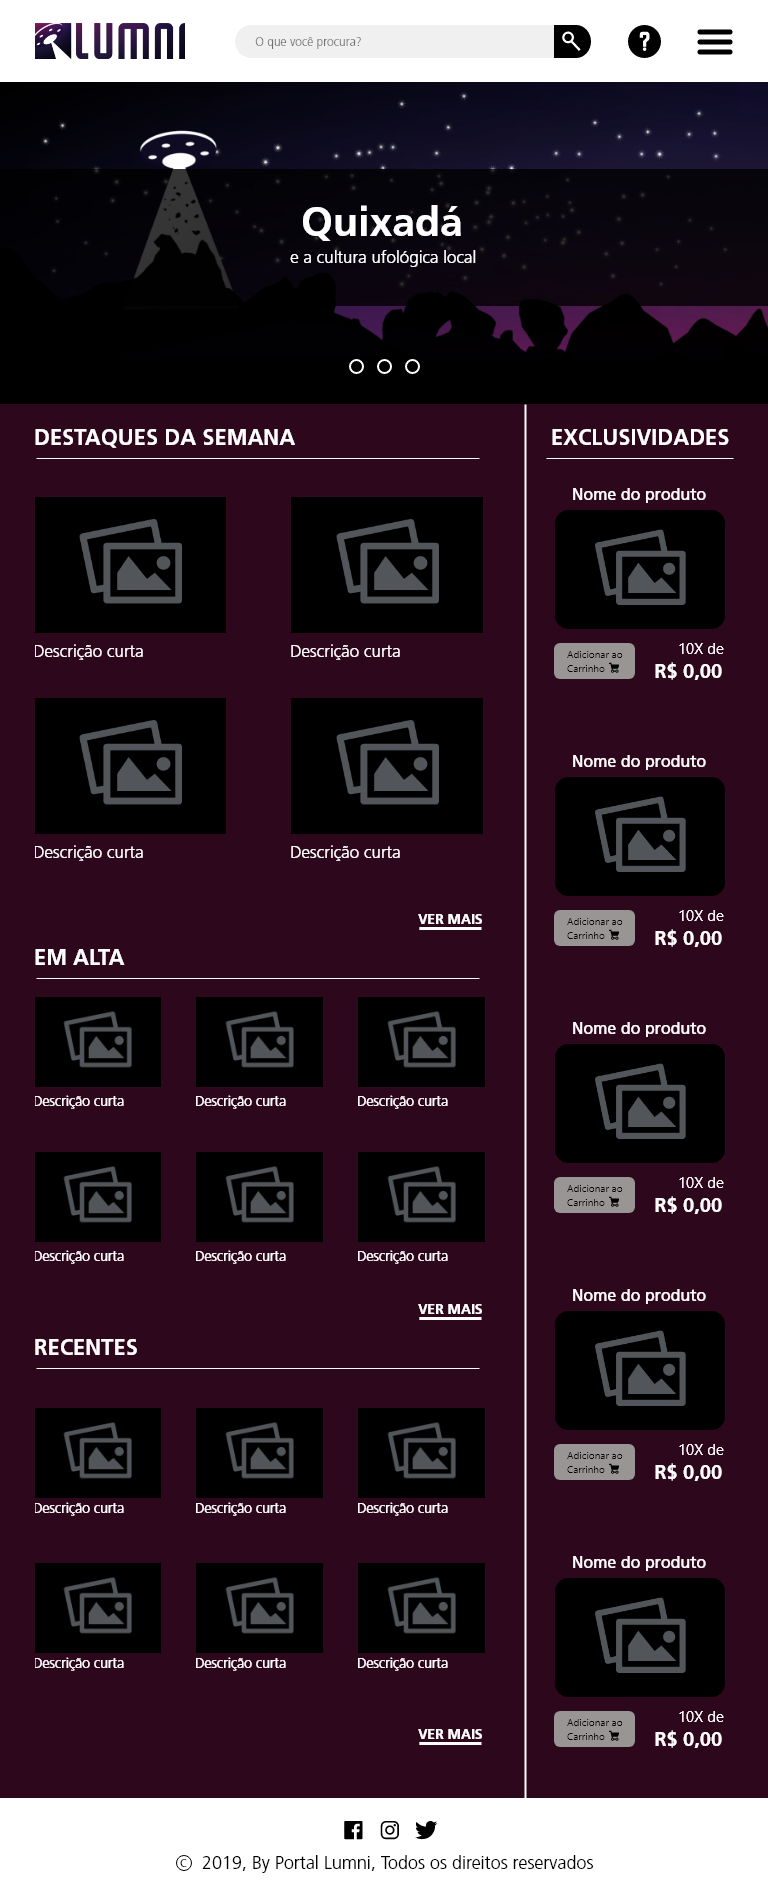 LUMNI
O que você procura?
?
Quixadá
e a cultura ufológica local
DESTAQUES DA SEMANA
Descrição curta
Descrição curta
Descrição curta
Descrição curta
VER MAIS
EM ALTA
Descrição curta
Descrição curta
Descrição curta
Descrição curta
Descrição curta
Descrição curta
VER MAIS
RECENTES
Descrição curta
Descrição curta
Descrição curta
Descrição curta
Descrição curta
Descrição curta
VER MAIS
EXCLUSIVIDADES
Nome do produto
Adicionar ao
Carrinho
10X de
R$ 0,00
Nome do produto
Adicionar ao
Carrinho
10X de
R$ 0,00
Nome do produto
Adicionar ao
Carrinho
10X de
R$ 0,00
Nome do produto
Adicionar ao
Carrinho
10X de
R$ 0,00
Nome do produto
Adicionar ao
Carrinho
10X de
R$ 0,00
© 2019, By Portal Lumni, Todos os direitos reservados